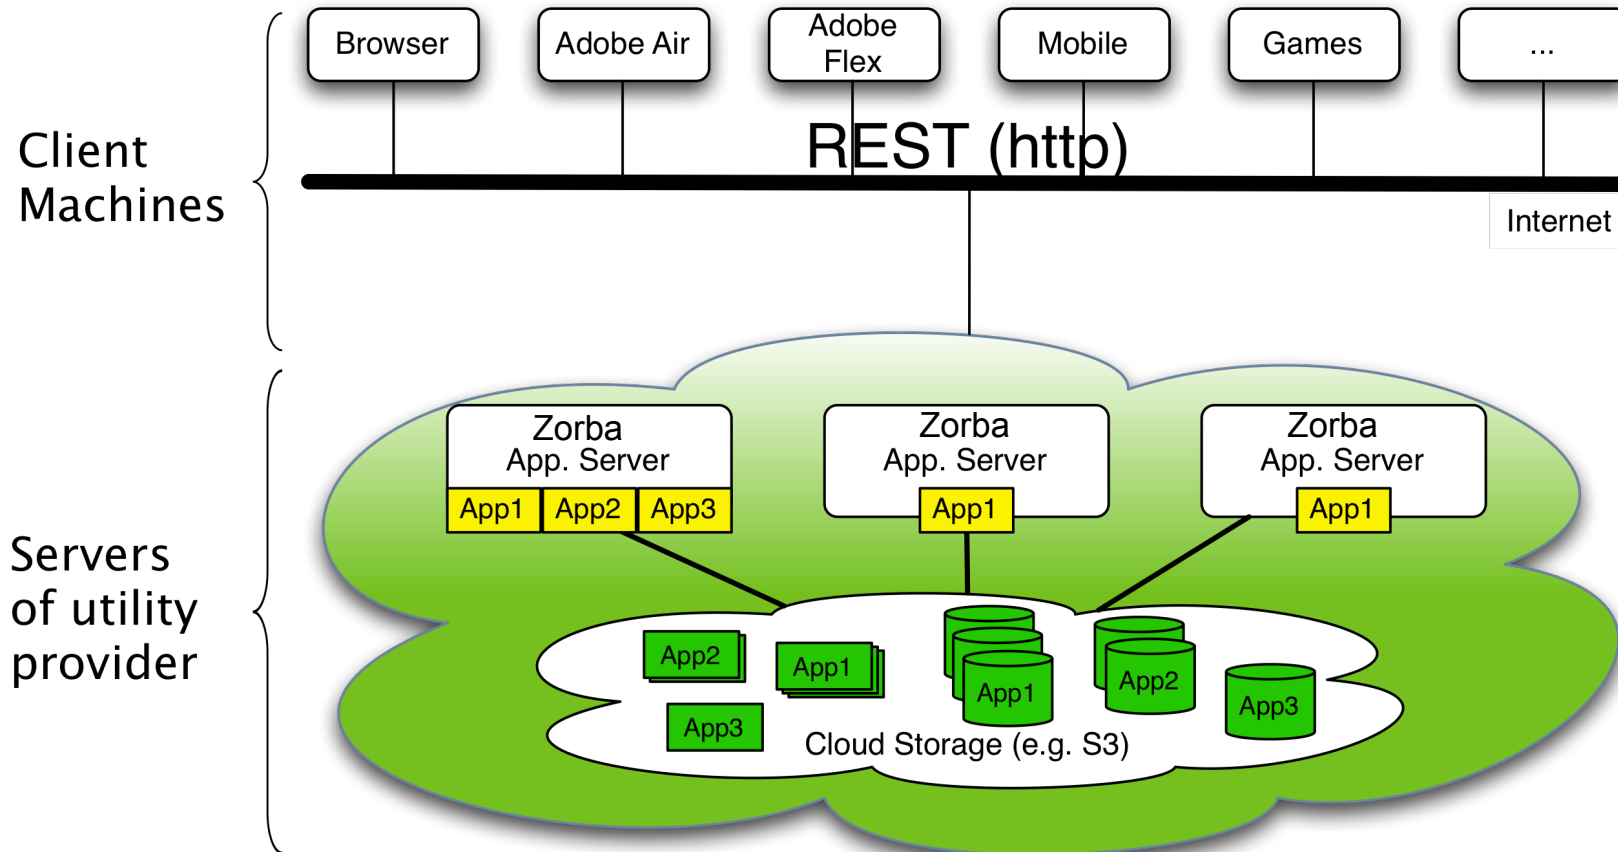 Browser
Adobe Air
Adobe
Flex
Mobile
Games
...
Client
Machines
REST (http)
Internet
Servers
of utility
provider
Zorba
App. Server
App1
App2
App3
Zorba
App. Server
App1
Zorba
App. Server
App1
App2
App1
App3
App1
App2
App3
Cloud Storage (e.g. S3)